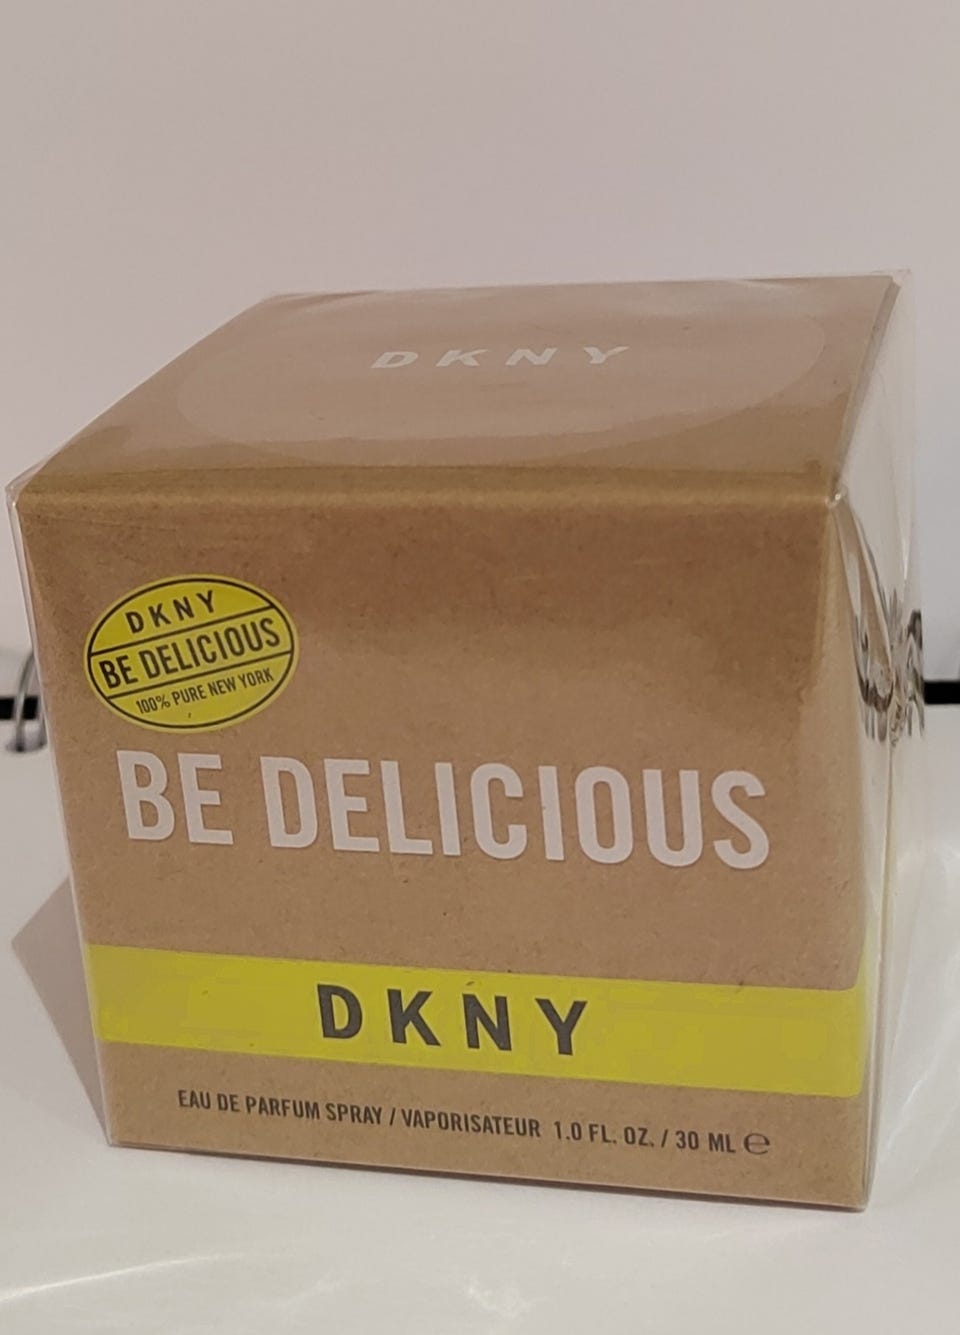 DKNY
DKNY
BE DELICIOUS
100% PURE NEW YORK
BE DELICIOUS
DKNY
EAU DE PARFUM SPRAY / VAPORISATEUR 1.0 FL. OZ. / 30 ML ℮